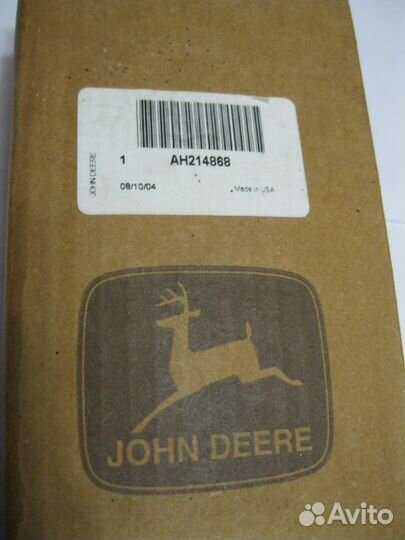 JOHN DEERE
1 AH214868
08/10/04 Made in USA
JOHN DEERE
Avito